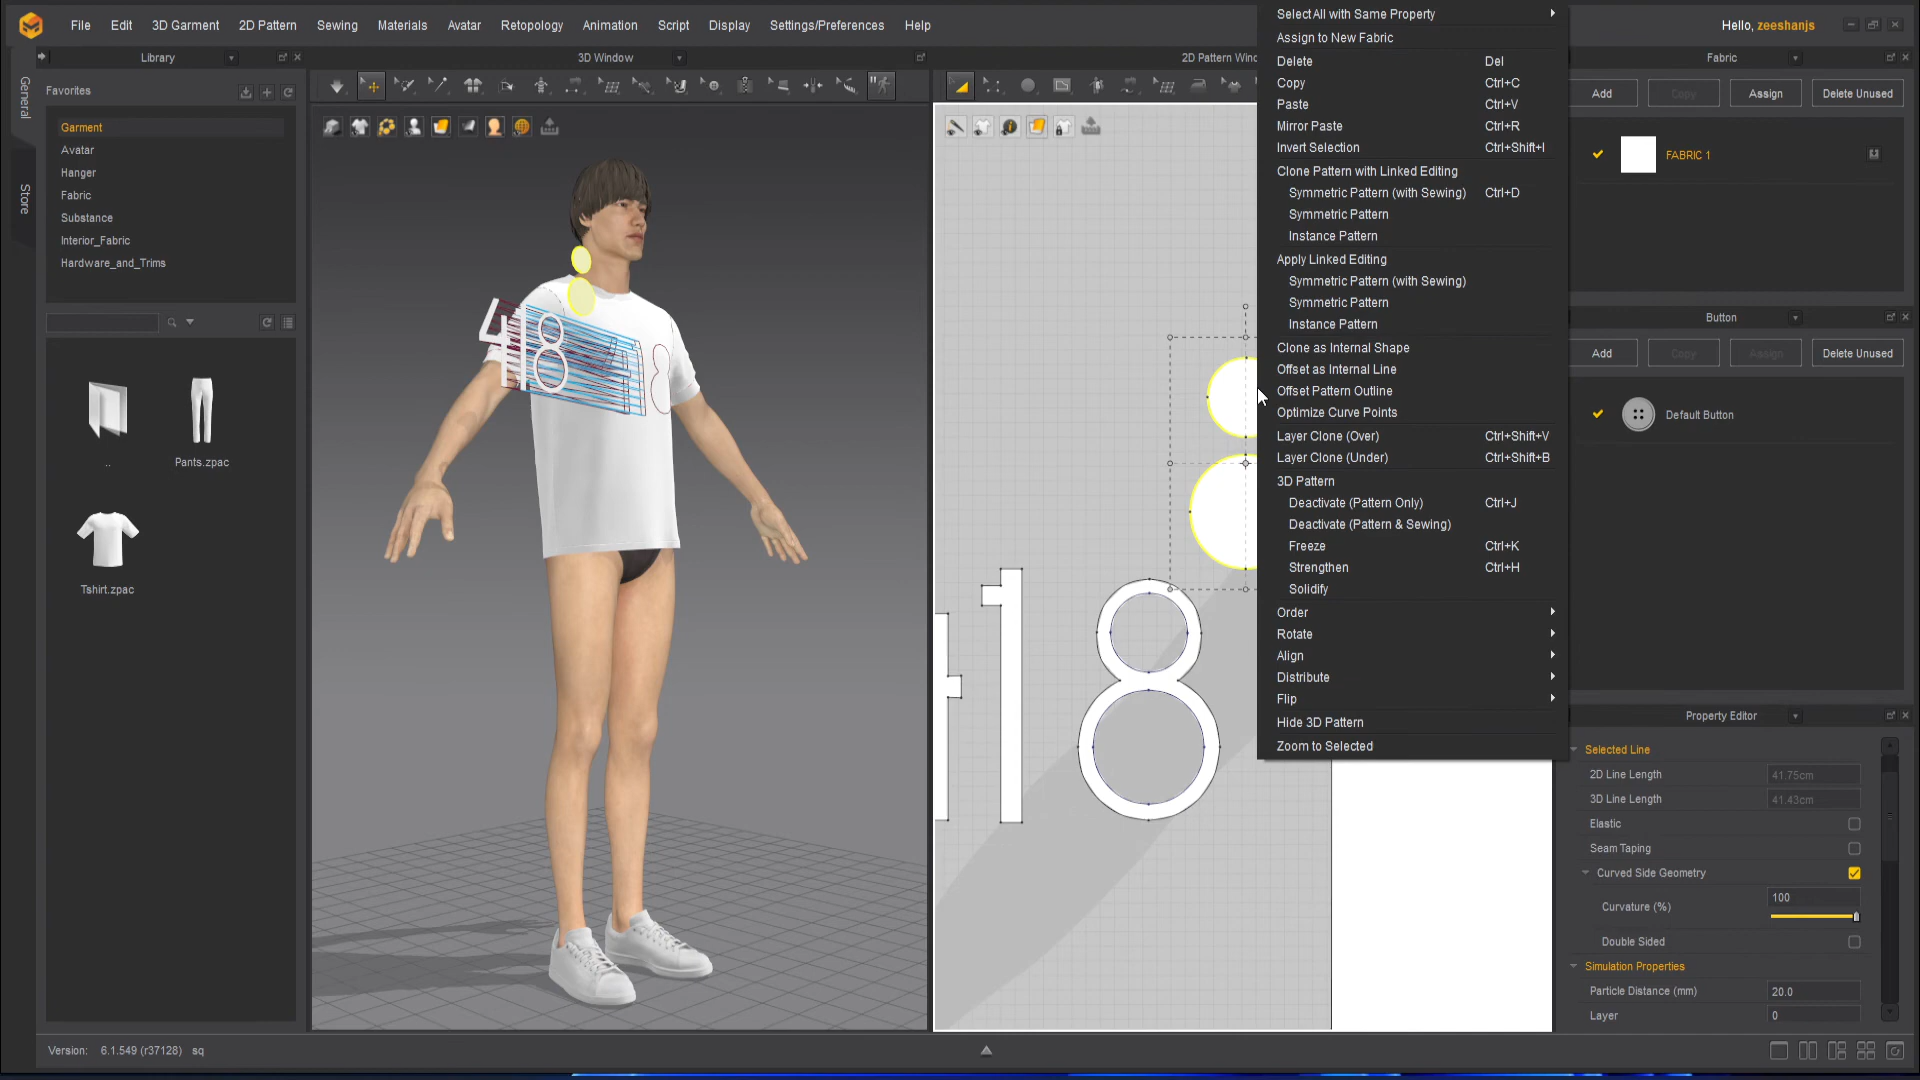 File Edit 3D Garment 2D Pattern Sewing Materials Avatar Retopology Animation Script Display Settings/Preferences Help
Hello, zeeshanjs
General
Store
Library
Favorites
Garment
Avatar
Hanger
Fabric
Substance
Interior_Fabric
Hardware_and_Trims
..
Pants.zpac
Tshirt.zpac
3D Window
418
8
2D Pattern Wind
1
8
Select All with Same Property
Assign to New Fabric
Delete Del
Copy Ctrl+C
Paste Ctrl+V
Mirror Paste Ctrl+R
Invert Selection Ctrl+Shift+I
Clone Pattern with Linked Editing
Symmetric Pattern (with Sewing) Ctrl+D
Symmetric Pattern
Instance Pattern
Apply Linked Editing
Symmetric Pattern (with Sewing)
Symmetric Pattern
Instance Pattern
Clone as Internal Shape
Offset as Internal Line
Offset Pattern Outline
Optimize Curve Points
Layer Clone (Over) Ctrl+Shift+V
Layer Clone (Under) Ctrl+Shift+B
3D Pattern
Deactivate (Pattern Only) Ctrl+J
Deactivate (Pattern & Sewing)
Freeze Ctrl+K
Strengthen Ctrl+H
Solidify
Order
Rotate
Align
Distribute
Flip
Hide 3D Pattern
Zoom to Selected
Fabric
Add Copy Assign Delete Unused
FABRIC 1
Button
Add Copy Assign Delete Unused
Default Button
Property Editor
Selected Line
2D Line Length 41.75cm
3D Line Length 41.43cm
Elastic
Seam Taping
Curved Side Geometry
Curvature (%) 100
Double Sided
Simulation Properties
Particle Distance (mm) 20.0
Layer 0
Version: 6.1.549 (r37128) sq